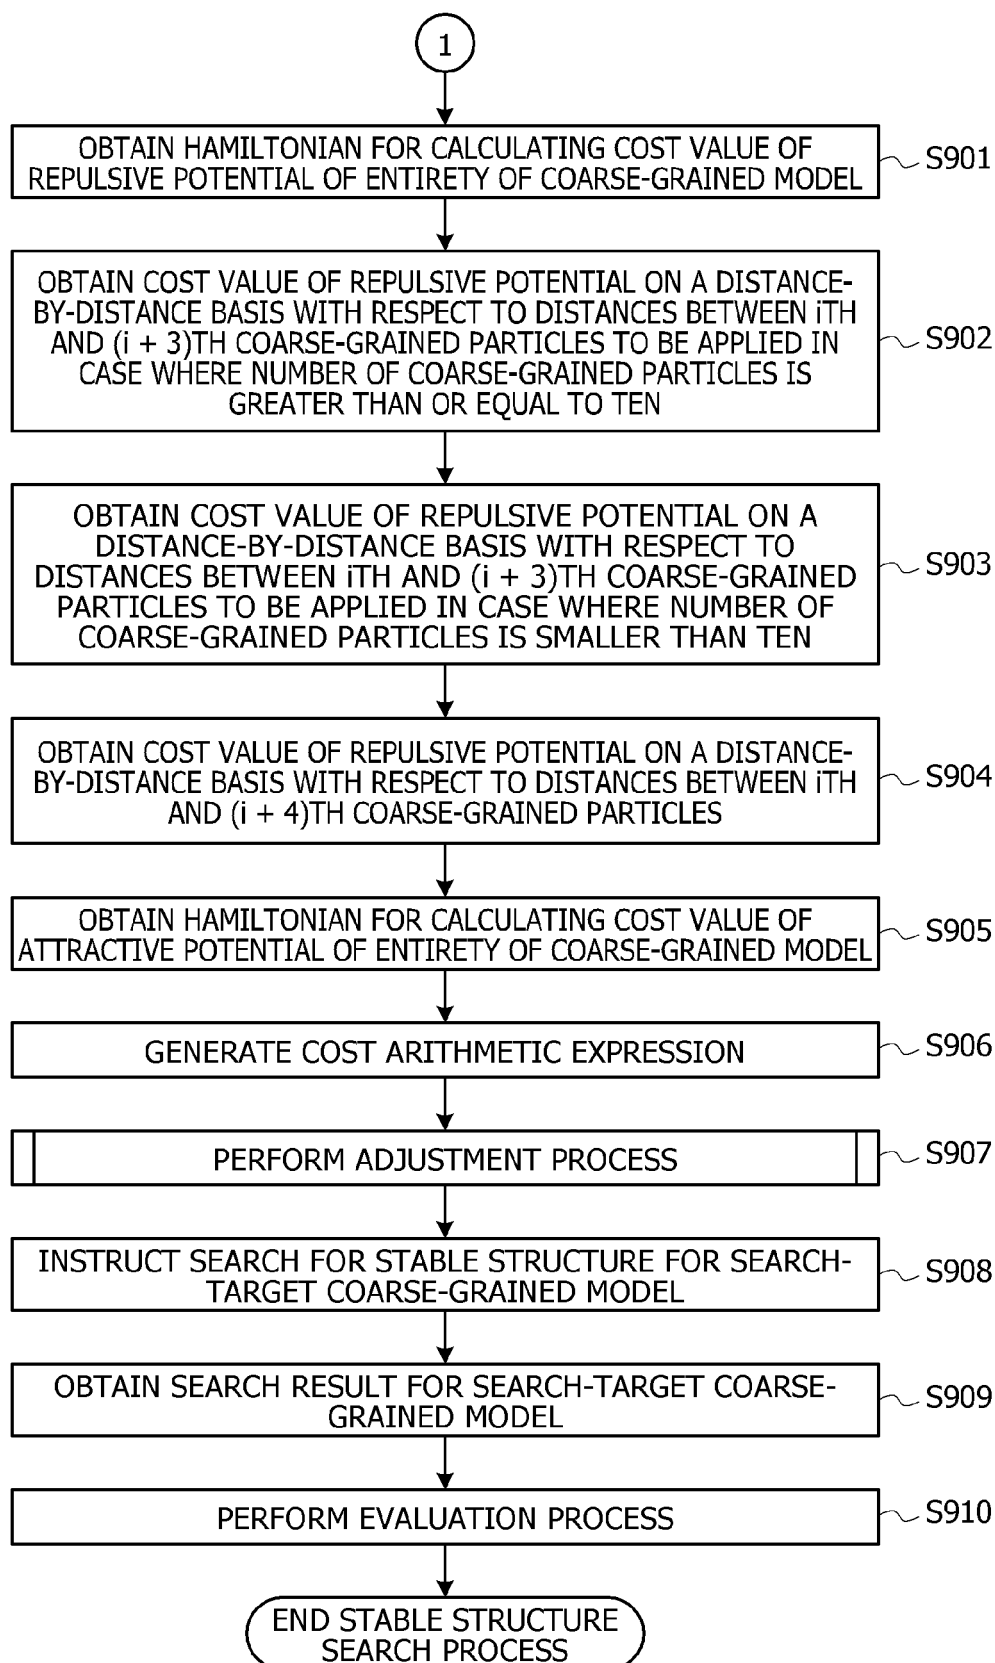 1
OBTAIN HAMILTONIAN FOR CALCULATING COST VALUE OF
REPULSIVE POTENTIAL OF ENTIRETY OF COARSE-GRAINED MODEL
S901
OBTAIN COST VALUE OF REPULSIVE POTENTIAL ON A DISTANCE-
BY-DISTANCE BASIS WITH RESPECT TO DISTANCES BETWEEN iTH
AND (i + 3)TH COARSE-GRAINED PARTICLES TO BE APPLIED IN
CASE WHERE NUMBER OF COARSE-GRAINED PARTICLES IS
GREATER THAN OR EQUAL TO TEN
S902
OBTAIN COST VALUE OF REPULSIVE POTENTIAL ON A
DISTANCE-BY-DISTANCE BASIS WITH RESPECT TO
DISTANCES BETWEEN iTH AND (i + 3)TH COARSE-GRAINED
PARTICLES TO BE APPLIED IN CASE WHERE NUMBER OF
COARSE-GRAINED PARTICLES IS SMALLER THAN TEN
S903
OBTAIN COST VALUE OF REPULSIVE POTENTIAL ON A DISTANCE-
BY-DISTANCE BASIS WITH RESPECT TO DISTANCES BETWEEN iTH
AND (i + 4)TH COARSE-GRAINED PARTICLES
S904
OBTAIN HAMILTONIAN FOR CALCULATING COST VALUE OF
ATTRACTIVE POTENTIAL OF ENTIRETY OF COARSE-GRAINED MODEL
S905
GENERATE COST ARITHMETIC EXPRESSION
S906
PERFORM ADJUSTMENT PROCESS
S907
INSTRUCT SEARCH FOR STABLE STRUCTURE FOR SEARCH-
TARGET COARSE-GRAINED MODEL
S908
OBTAIN SEARCH RESULT FOR SEARCH-TARGET COARSE-
GRAINED MODEL
S909
PERFORM EVALUATION PROCESS
S910
END STABLE STRUCTURE
SEARCH PROCESS